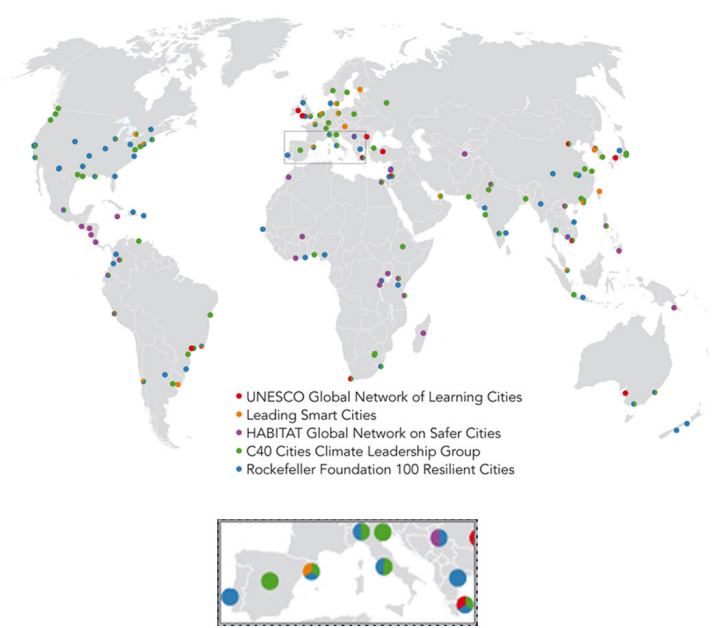 UNESCO Global Network of Learning Cities
Leading Smart Cities
HABITAT Global Network on Safer Cities
C40 Cities Climate Leadership Group
Rockefeller Foundation 100 Resilient Cities